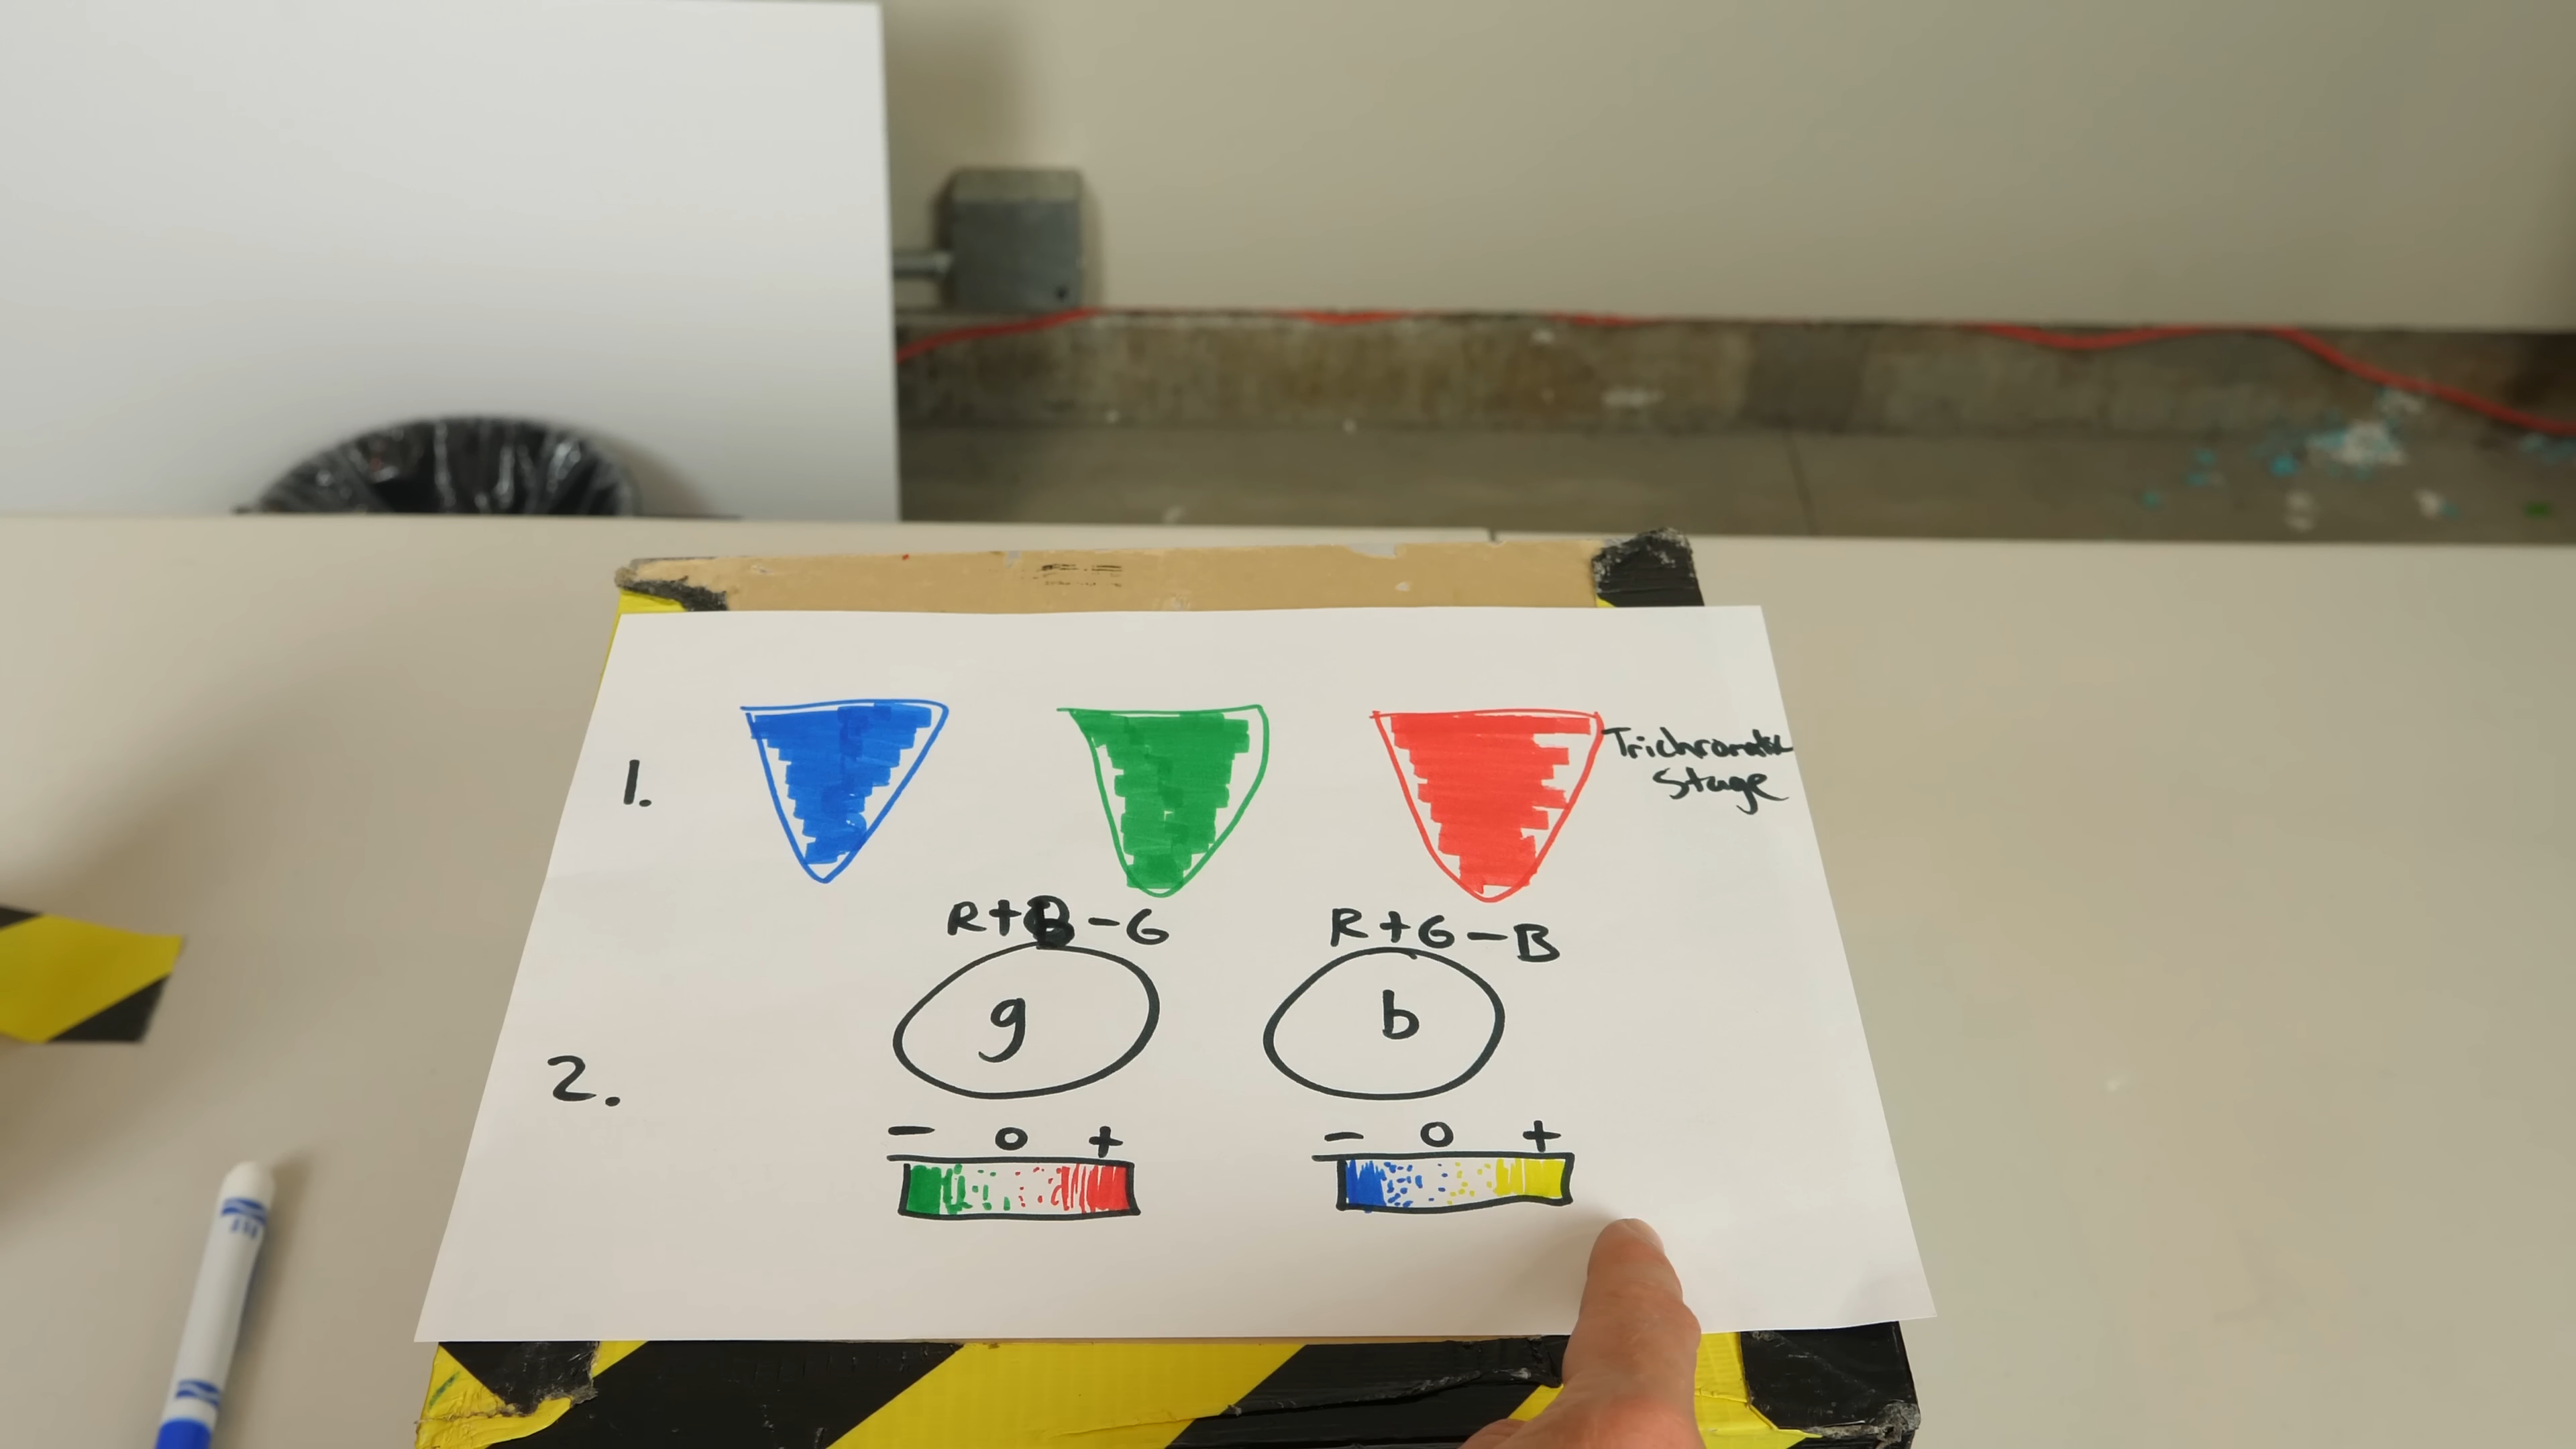 1.
Trichromatic
Stage
R+B-G
R+G-B
g
b
2.
- 0 +
- 0 +